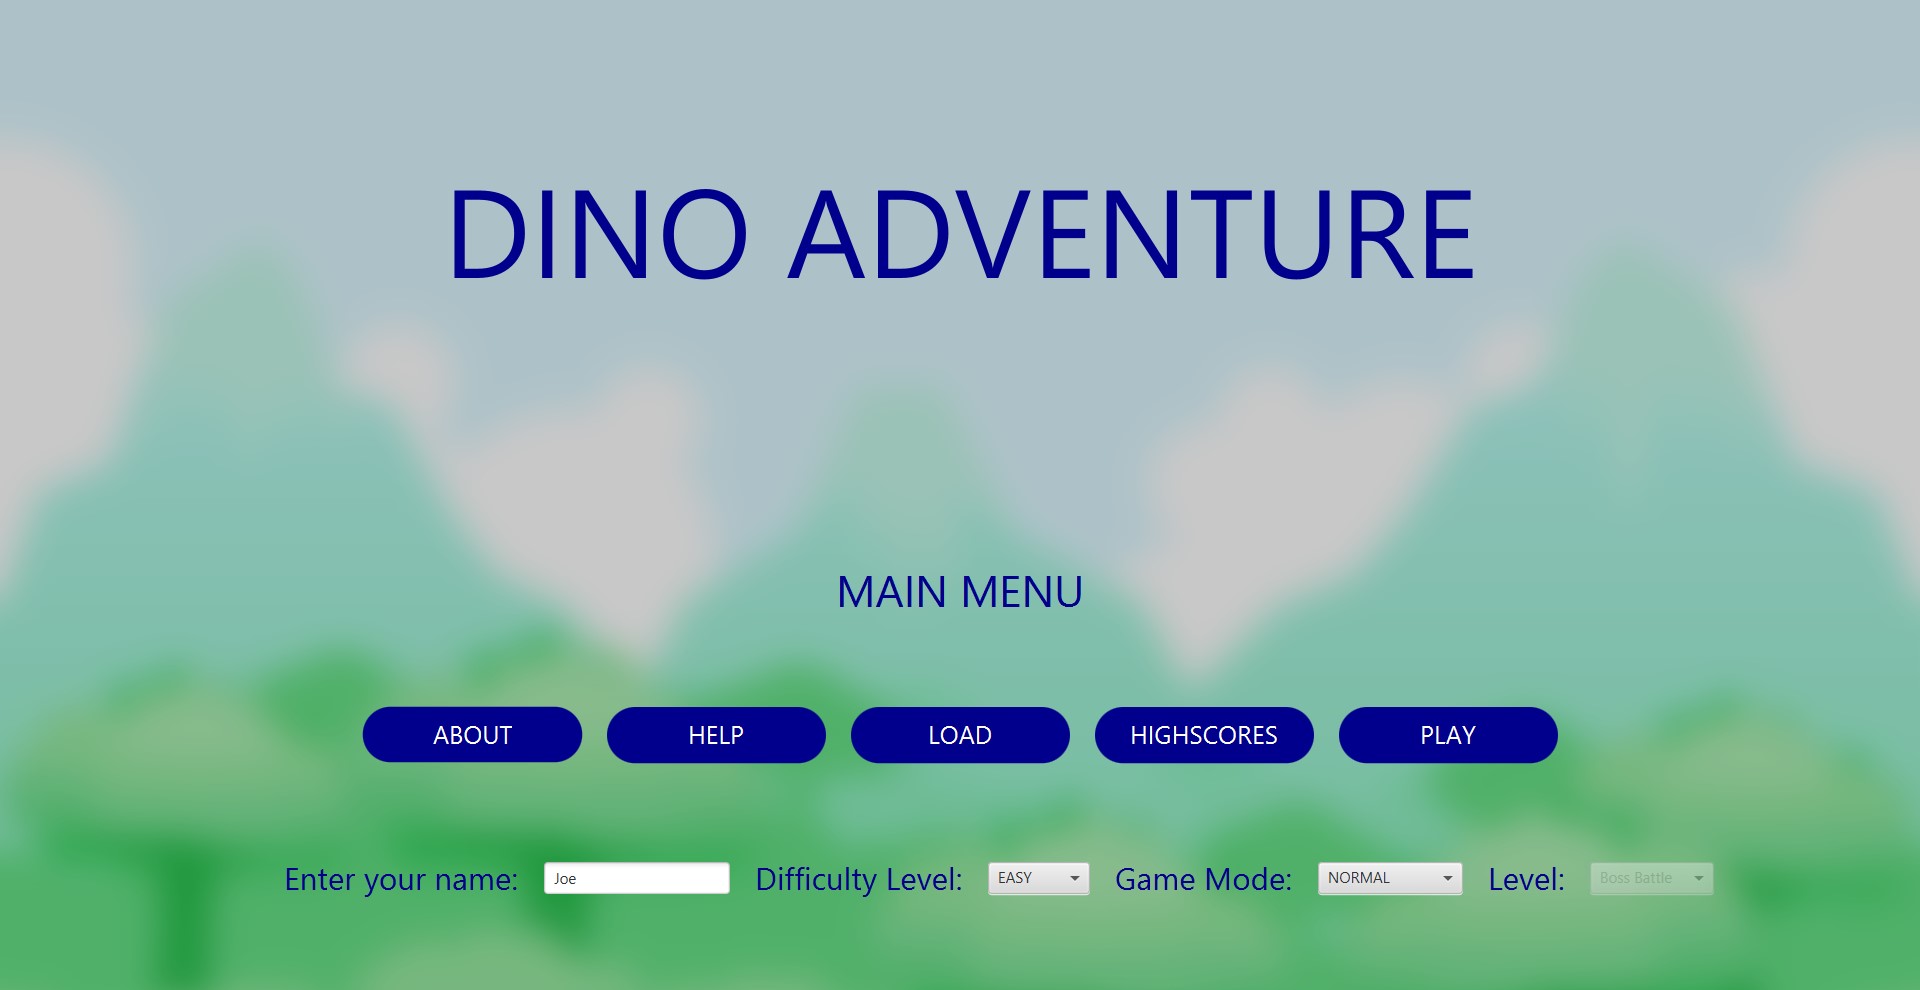 DINO ADVENTURE
MAIN MENU
ABOUT HELP LOAD HIGHSCORES PLAY
Enter your name: Joe Difficulty Level: EASY Game Mode: NORMAL Level: Boss Battle